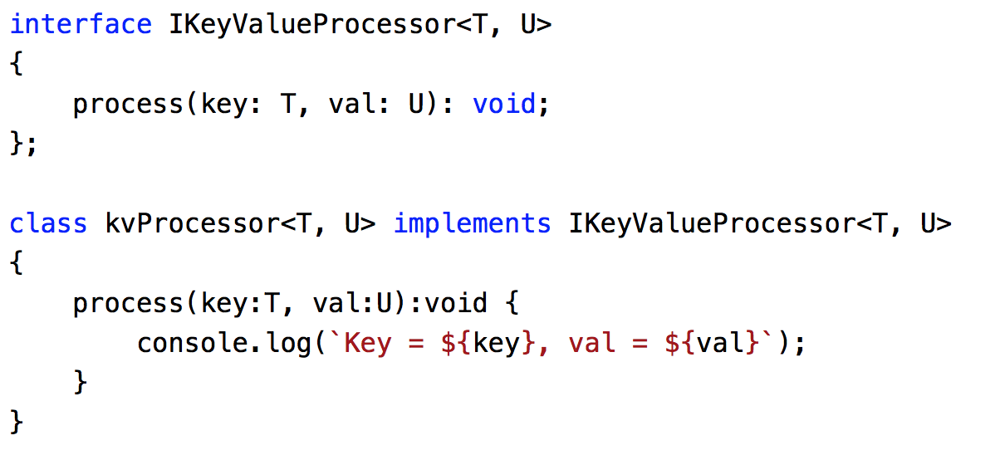 interface IKeyValueProcessor<T, U>
{
    process(key: T, val: U): void;
};

class kvProcessor<T, U> implements IKeyValueProcessor<T, U>
{
    process(key:T, val:U):void {
        console.log(`Key = ${key}, val = ${val}`);
    }
}